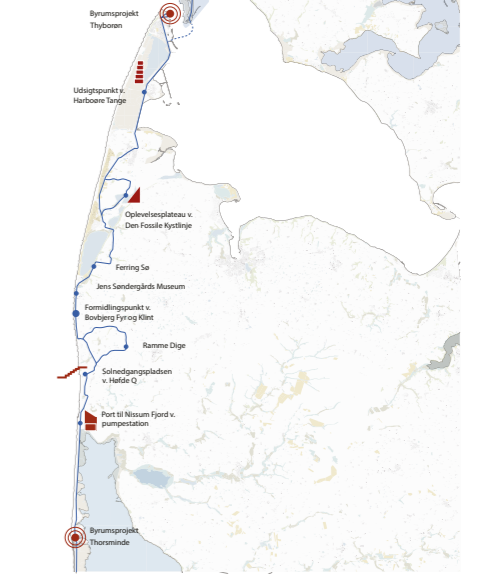 Byrumsprojekt
Thyborøn
Udsigtspunkt v.
Harboøre Tange
Oplevelsesplateau v.
Den Fossile Kystlinje
Ferring Sø
Jens Søndergårds Museum
Formidlingspunkt v.
Bovbjerg Fyr og Klint
Ramme Dige
Solnedgangspladsen
v. Høfde Q
Port til Nissum Fjord v.
pumpestation
Byrumsprojekt
Thorsminde